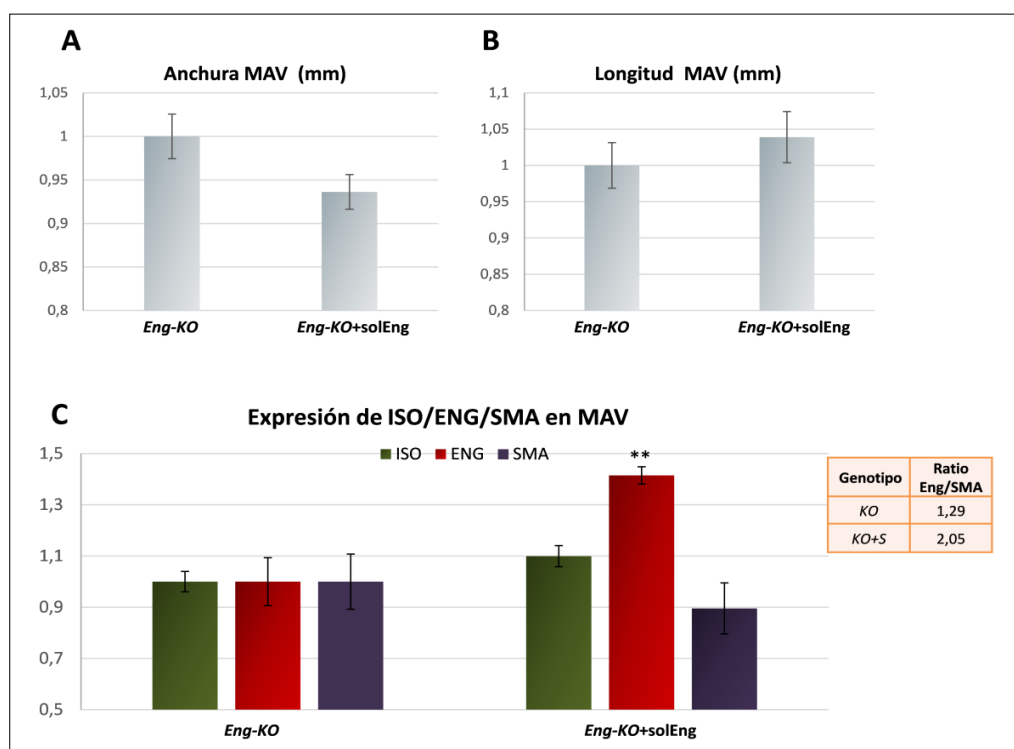 A
B
Anchura MAV (mm)
Longitud MAV (mm)
1,05
1
0,95
0,9
0,85
0,8
Eng-KO
Eng-KO+solEng
1,1
1,05
1
0,95
0,9
0,85
0,8
Eng-KO
Eng-KO+solEng
C
Expresión de ISO/ENG/SMA en MAV
ISO ENG SMA
**
1,5
1,3
1,1
0,9
0,7
0,5
Eng-KO
Eng-KO+solEng
Genotipo Ratio Eng/SMA
KO 1,29
KO+S 2,05